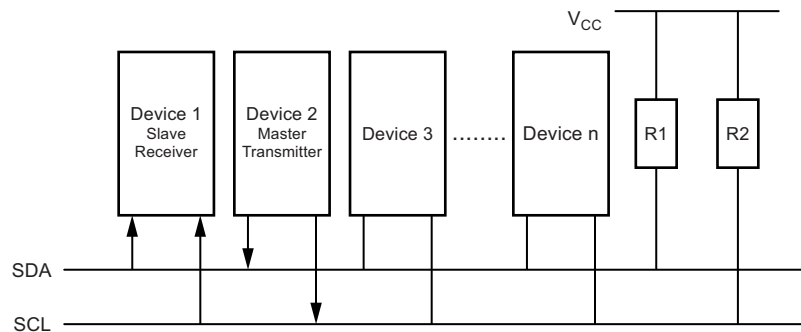 V_CC
Device 1
Slave
Receiver
Device 2
Master
Transmitter
Device 3
........
Device n
R1
R2
SDA
SCL